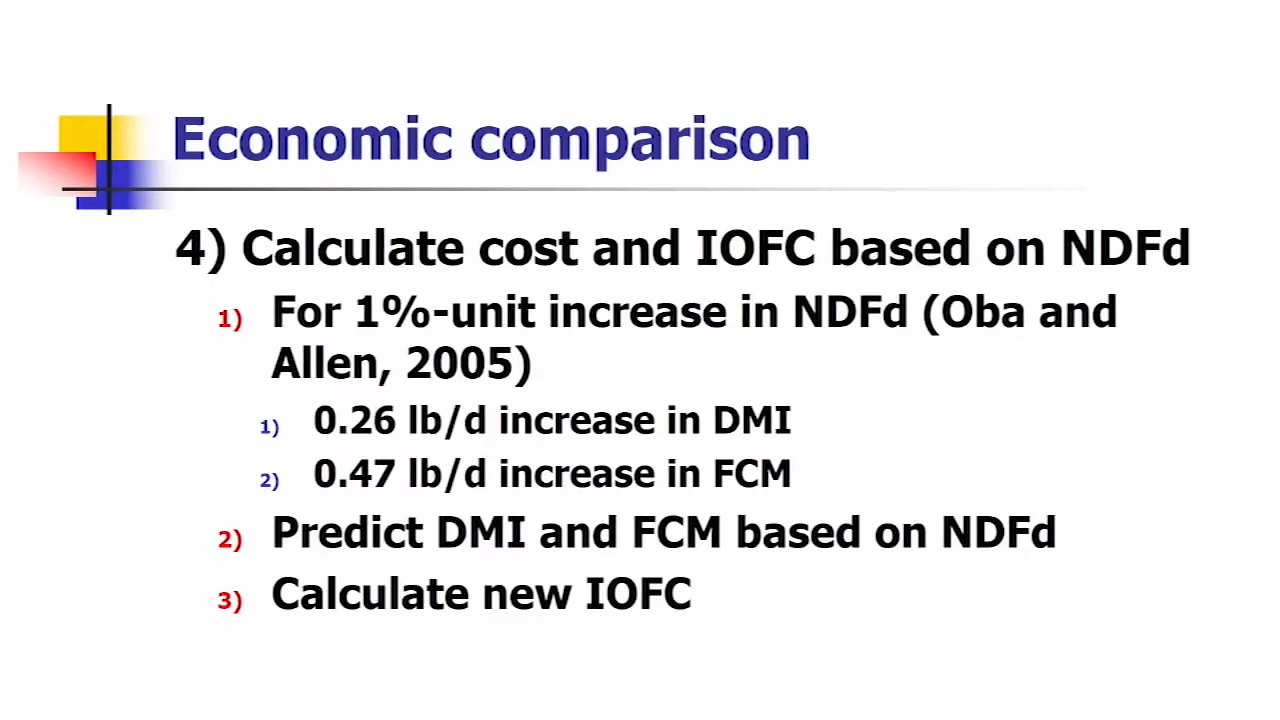 Economic comparison
4) Calculate cost and IOFC based on NDFd
1) For 1%-unit increase in NDFd (Oba and
Allen, 2005)
1) 0.26 lb/d increase in DMI
2) 0.47 lb/d increase in FCM
2) Predict DMI and FCM based on NDFd
3) Calculate new IOFC